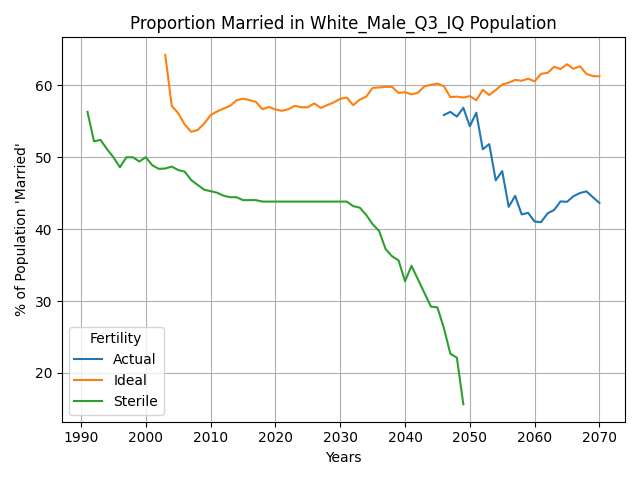 Proportion Married in White_Male_Q3_IQ Population
% of Population 'Married'
60
50
40
30
20
Fertility
Actual
Ideal
Sterile
1990 2000 2010 2020 2030 2040 2050 2060 2070
Years